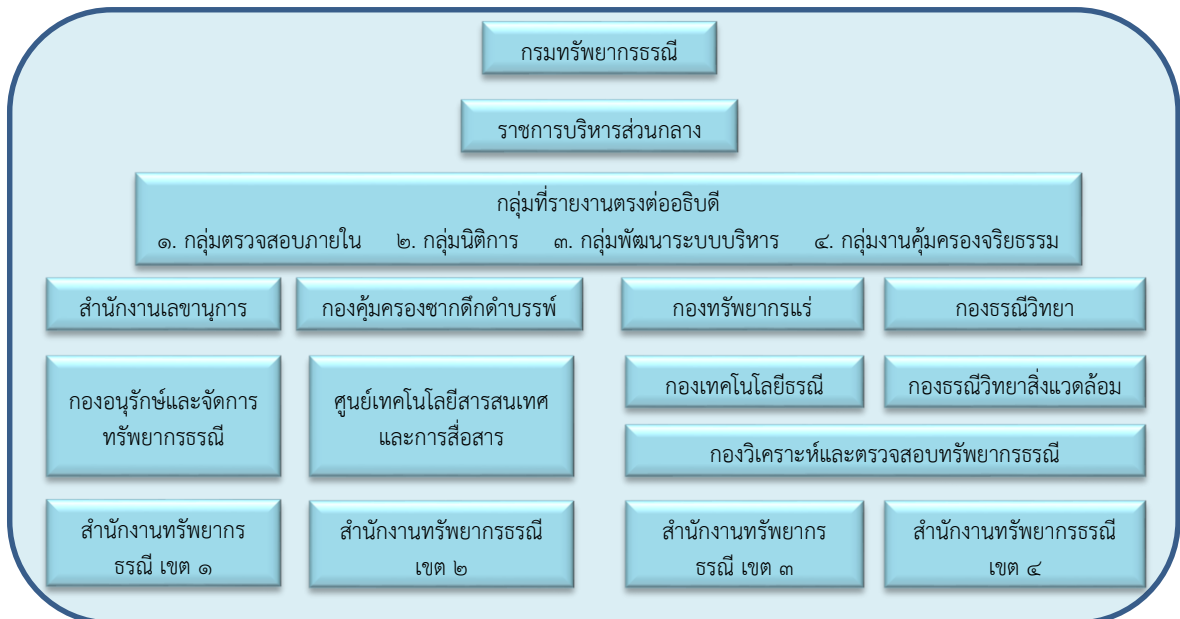 กรมทรัพยากรธรณี
ราชการบริหารส่วนกลาง
กลุ่มที่รายงานตรงต่ออธิบดี
๑. กลุ่มตรวจสอบภายใน ๒. กลุ่มนิติการ ๓. กลุ่มพัฒนาระบบบริหาร ๔. กลุ่มงานคุ้มครองจริยธรรม
สำนักงานเลขานุการ
กองคุ้มครองซากดึกดำบรรพ์
กองทรัพยากรแร่
กองธรณีวิทยา
กองอนุรักษ์และจัดการ
ทรัพยากรธรณี
ศูนย์เทคโนโลยีสารสนเทศ
และการสื่อสาร
กองเทคโนโลยีธรณี
กองธรณีวิทยาสิ่งแวดล้อม
กองวิเคราะห์และตรวจสอบทรัพยากรธรณี
สำนักงานทรัพยากร
ธรณี เขต ๑
สำนักงานทรัพยากรธรณี
เขต ๒
สำนักงานทรัพยากร
ธรณี เขต ๓
สำนักงานทรัพยากรธรณี
เขต ๔